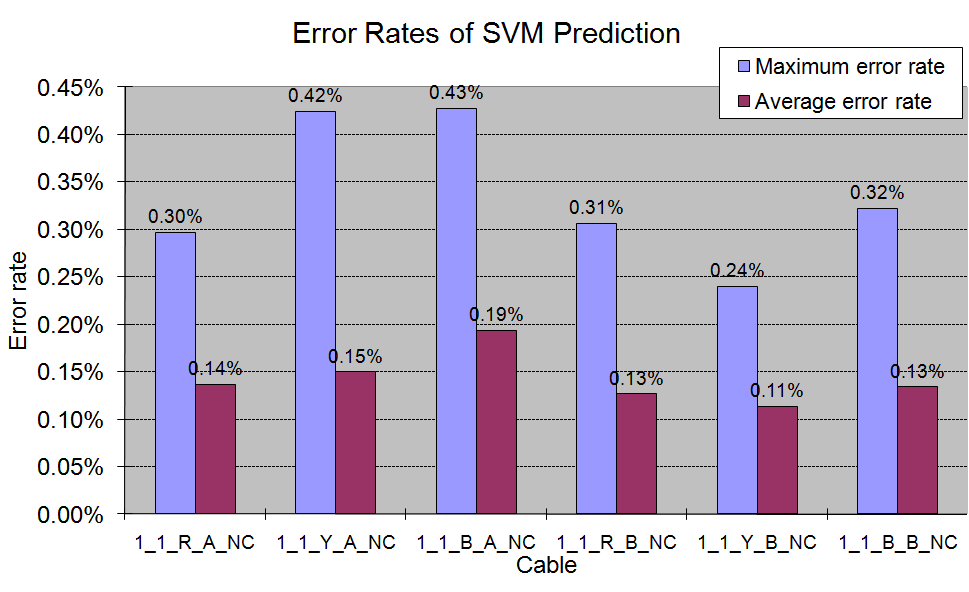 Error Rates of SVM Prediction
Maximum error rate
Average error rate
0.45%
0.40%
0.35%
0.30%
0.25%
0.20%
0.15%
0.10%
0.05%
0.00%
Error rate
0.30%
0.14%
0.42%
0.15%
0.43%
0.19%
0.31%
0.13%
0.24%
0.11%
0.32%
0.13%
1_1_R_A_NC
1_1_Y_A_NC
1_1_B_A_NC
1_1_R_B_NC
1_1_Y_B_NC
1_1_B_B_NC
Cable